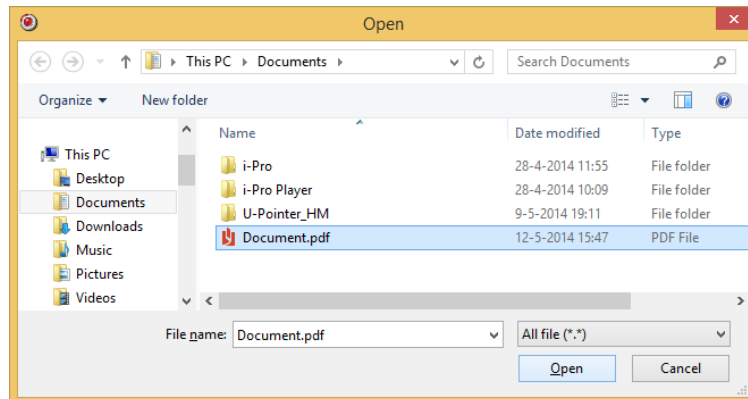 Open
This PC Documents Search Documents
Organize New folder
Name Date modified Type
This PC
Desktop
Documents
Downloads
Music
Pictures
Videos
i-Pro 28-4-2014 11:55 File folder
i-Pro Player 28-4-2014 10:09 File folder
U-Pointer_HM 9-5-2014 19:11 File folder
Document.pdf 12-5-2014 15:47 PDF File
File name: Document.pdf All file (*.*)
Open Cancel